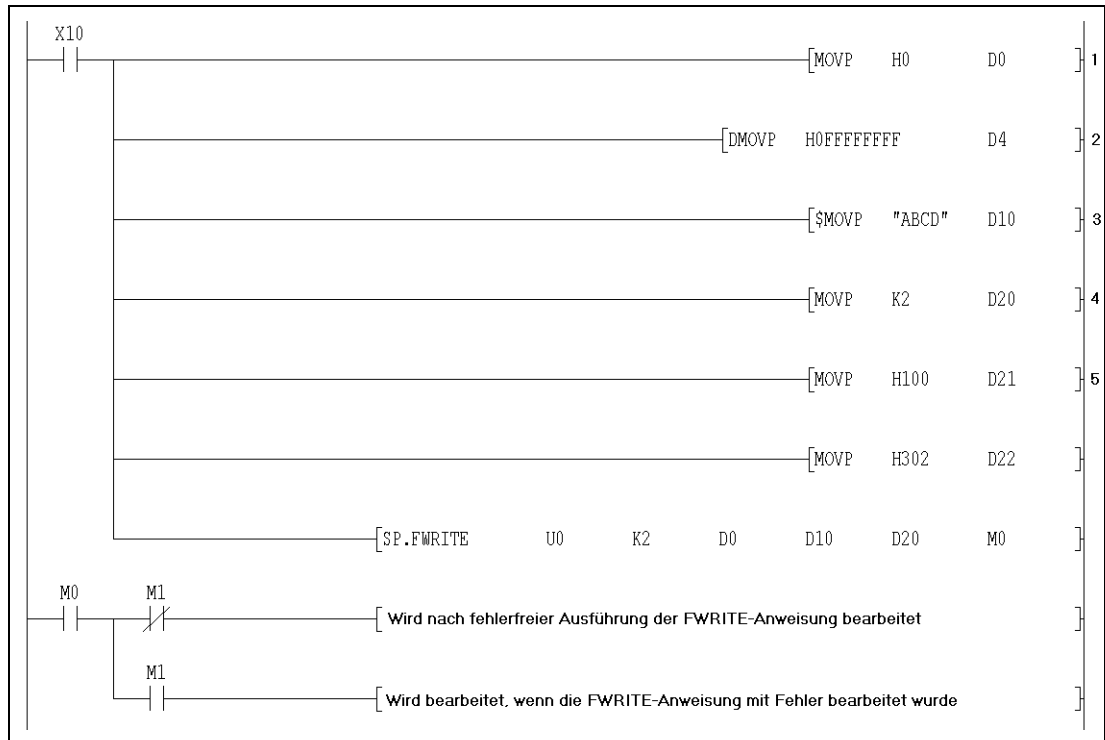 X10
MOVP H0 D0 1
DMOVP H0FFFFFFFF D4 2
$MOVP "ABCD" D10 3
MOVP K2 D20 4
MOVP H100 D21 5
MOVP H302 D22
SP.FWRITE U0 K2 D0 D10 D20 M0
M0 M1
Wird nach fehlerfreier Ausführung der FWRITE-Anweisung bearbeitet
M1
Wird bearbeitet, wenn die FWRITE-Anweisung mit Fehler bearbeitet wurde